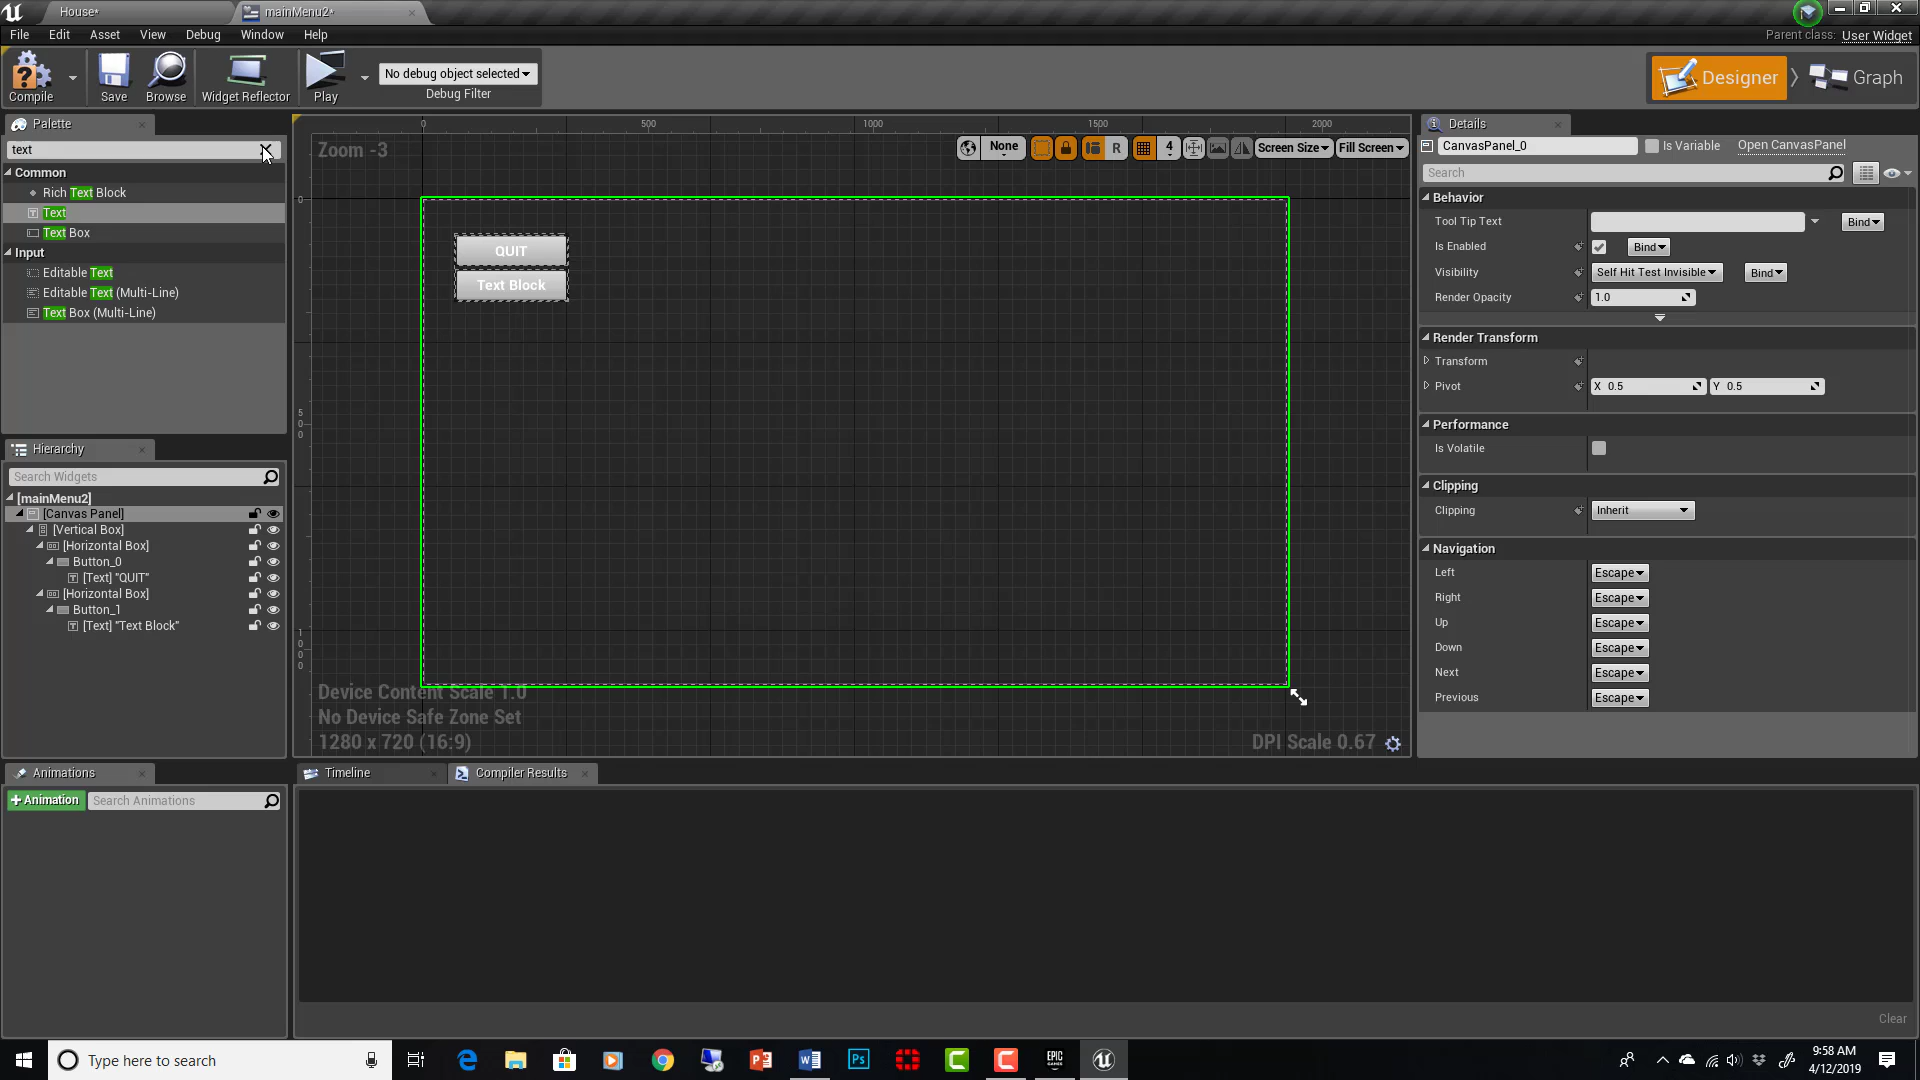 House*
mainMenu2*
File Edit Asset View Debug Window Help
Parent class: User Widget
Compile
Save
Browse
Widget Reflector
Play
No debug object selected
Debug Filter
Designer
Graph
Palette
text
Common
Rich Text Block
Text
Text Box
Input
Editable Text
Editable Text (Multi-Line)
Text Box (Multi-Line)
Hierarchy
Search Widgets
[mainMenu2]
[Canvas Panel]
[Vertical Box]
[Horizontal Box]
Button_0
[Text] "QUIT"
[Horizontal Box]
Button_1
[Text] "Text Block"
Animations
+ Animation
Search Animations
0 500 1000 1500 2000
Zoom -3
None
R
4
Screen Size
Fill Screen
0
500
1000
QUIT
Text Block
Device Content Scale 1.0
No Device Safe Zone Set
1280 x 720 (16:9)
DPI Scale 0.67
Timeline
Compiler Results
Clear
Details
CanvasPanel_0
Is Variable
Open CanvasPanel
Search
Behavior
Tool Tip Text
Bind
Is Enabled
Bind
Visibility
Self Hit Test Invisible
Bind
Render Opacity
1.0
Render Transform
Transform
Pivot
X 0.5
Y 0.5
Performance
Is Volatile
Clipping
Clipping
Inherit
Navigation
Left
Escape
Right
Escape
Up
Escape
Down
Escape
Next
Escape
Previous
Escape
Type here to search
EPIC
GAMES
9:58 AM
4/12/2019